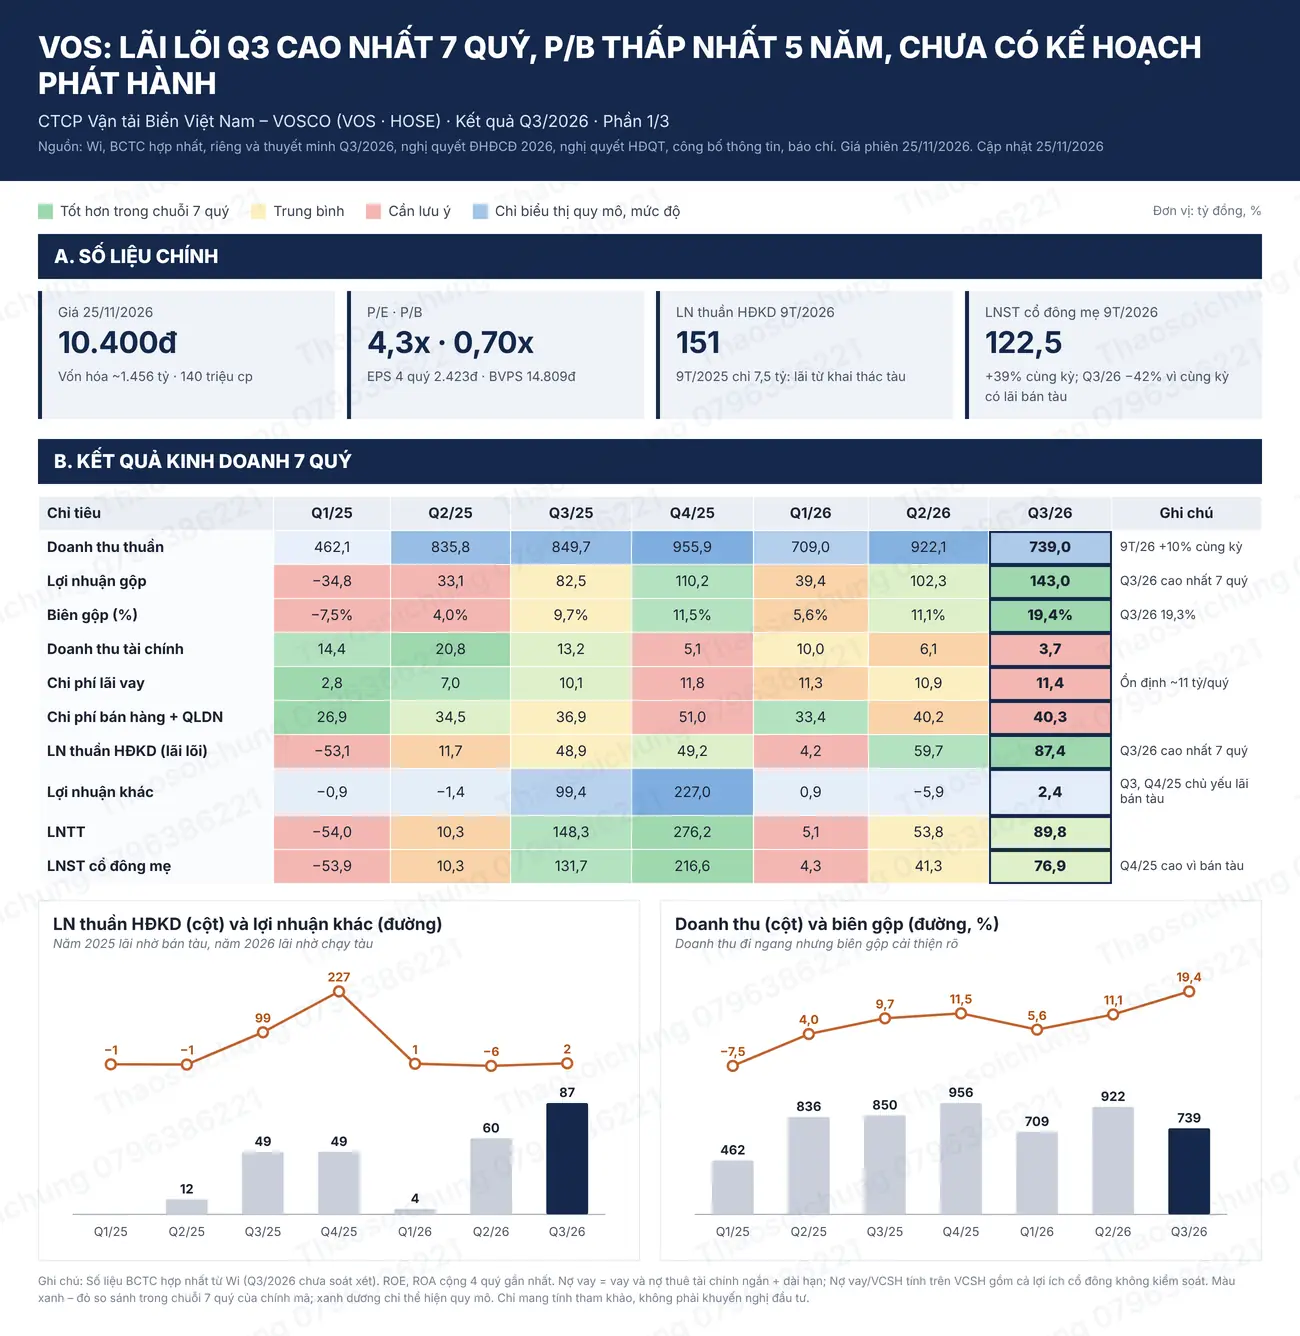 VOS: LÃI LÕI Q3 CAO NHẤT 7 QUÝ, P/B THẤP NHẤT 5 NĂM, CHƯA CÓ KẾ HOẠCH
PHÁT HÀNH
CTCP Vận tải Biển Việt Nam – VOSCO (VOS · HOSE) · Kết quả Q3/2026 · Phần 1/3
Nguồn: Wi, BCTC hợp nhất, riêng và thuyết minh Q3/2026, nghị quyết ĐHĐCĐ 2026, nghị quyết HĐQT, công bố thông tin, báo chí. Giá phiên 25/11/2026. Cập nhật 25/11/2026
Tốt hơn trong chuỗi 7 quý Trung bình Cần lưu ý Chỉ biểu thị quy mô, mức độ Đơn vị: tỷ đồng, %
A. SỐ LIỆU CHÍNH
Giá 25/11/2026
10.400đ
Vốn hóa ~1.456 tỷ · 140 triệu cp
P/E · P/B
4,3x · 0,70x
EPS 4 quý 2.423đ · BVPS 14.809đ
LN thuần HĐKD 9T/2026
151
9T/2025 chỉ 7,5 tỷ: lãi từ khai thác tàu
LNST cổ đông mẹ 9T/2026
122,5
+39% cùng kỳ; Q3/26 −42% vì cùng kỳ
có lãi bán tàu
B. KẾT QUẢ KINH DOANH 7 QUÝ
Chỉ tiêu Q1/25 Q2/25 Q3/25 Q4/25 Q1/26 Q2/26 Q3/26 Ghi chú
Doanh thu thuần 462,1 835,8 849,7 955,9 709,0 922,1 739,0 9T/26 +10% cùng kỳ
Lợi nhuận gộp −34,8 33,1 82,5 110,2 39,4 102,3 143,0 Q3/26 cao nhất 7 quý
Biên gộp (%) −7,5% 4,0% 9,7% 11,5% 5,6% 11,1% 19,4% Q3/26 19,3%
Doanh thu tài chính 14,4 20,8 13,2 5,1 10,0 6,1 3,7
Chi phí lãi vay 2,8 7,0 10,1 11,8 11,3 10,9 11,4 Ổn định ~11 tỷ/quý
Chi phí bán hàng + QLDN 26,9 34,5 36,9 51,0 33,4 40,2 40,3
LN thuần HĐKD (lãi lõi) −53,1 11,7 48,9 49,2 4,2 59,7 87,4 Q3/26 cao nhất 7 quý
Lợi nhuận khác −0,9 −1,4 99,4 227,0 0,9 −5,9 2,4 Q3, Q4/25 chủ yếu lãi
bán tàu
LNTT −54,0 10,3 148,3 276,2 5,1 53,8 89,8
LNST cổ đông mẹ −53,9 10,3 131,7 216,6 4,3 41,3 76,9 Q4/25 cao vì bán tàu
LN thuần HĐKD (cột) và lợi nhuận khác (đường)
Năm 2025 lãi nhờ bán tàu, năm 2026 lãi nhờ chạy tàu
−1 −1 99 227 1 −6 2
12 49 49 4 60 87
Q1/25 Q2/25 Q3/25 Q4/25 Q1/26 Q2/26 Q3/26
Doanh thu (cột) và biên gộp (đường, %)
Doanh thu đi ngang nhưng biên gộp cải thiện rõ
−7,5 4,0 9,7 11,5 5,6 11,1 19,4
462 836 850 956 709 922 739
Q1/25 Q2/25 Q3/25 Q4/25 Q1/26 Q2/26 Q3/26
Ghi chú: Số liệu BCTC hợp nhất từ Wi (Q3/2026 chưa soát xét). ROE, ROA cộng 4 quý gần nhất. Nợ vay = vay và nợ thuê tài chính ngắn + dài hạn; Nợ vay/VCSH tính trên VCSH gồm cả lợi ích cổ đông không kiểm soát. Màu
xanh – đỏ so sánh trong chuỗi 7 quý của chính mã; xanh dương chỉ thể hiện quy mô. Chỉ mang tính tham khảo, không phải khuyến nghị đầu tư.
Thaosoichung 0796386221